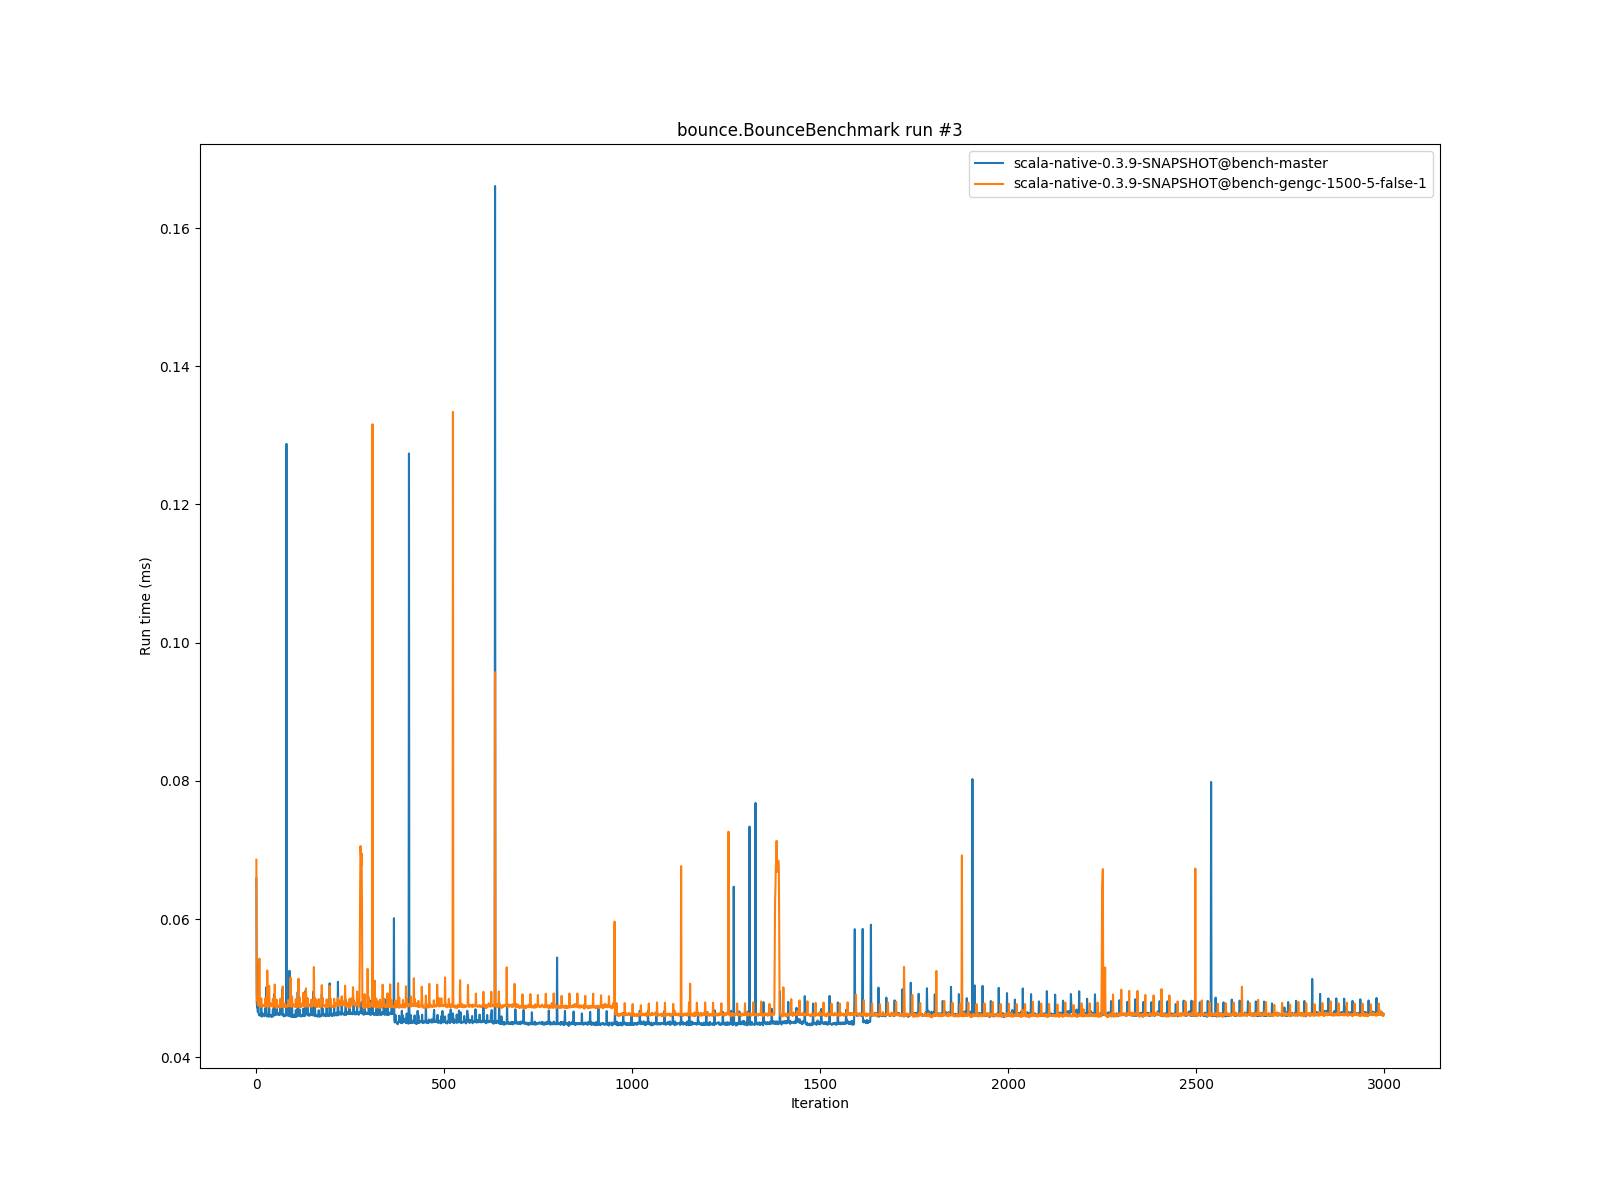 bounce.BounceBenchmark run #3
scala-native-0.3.9-SNAPSHOT@bench-master
scala-native-0.3.9-SNAPSHOT@bench-gengc-1500-5-false-1
Run time (ms)
0.16
0.14
0.12
0.10
0.08
0.06
0.04
0 500 1000 1500 2000 2500 3000
Iteration